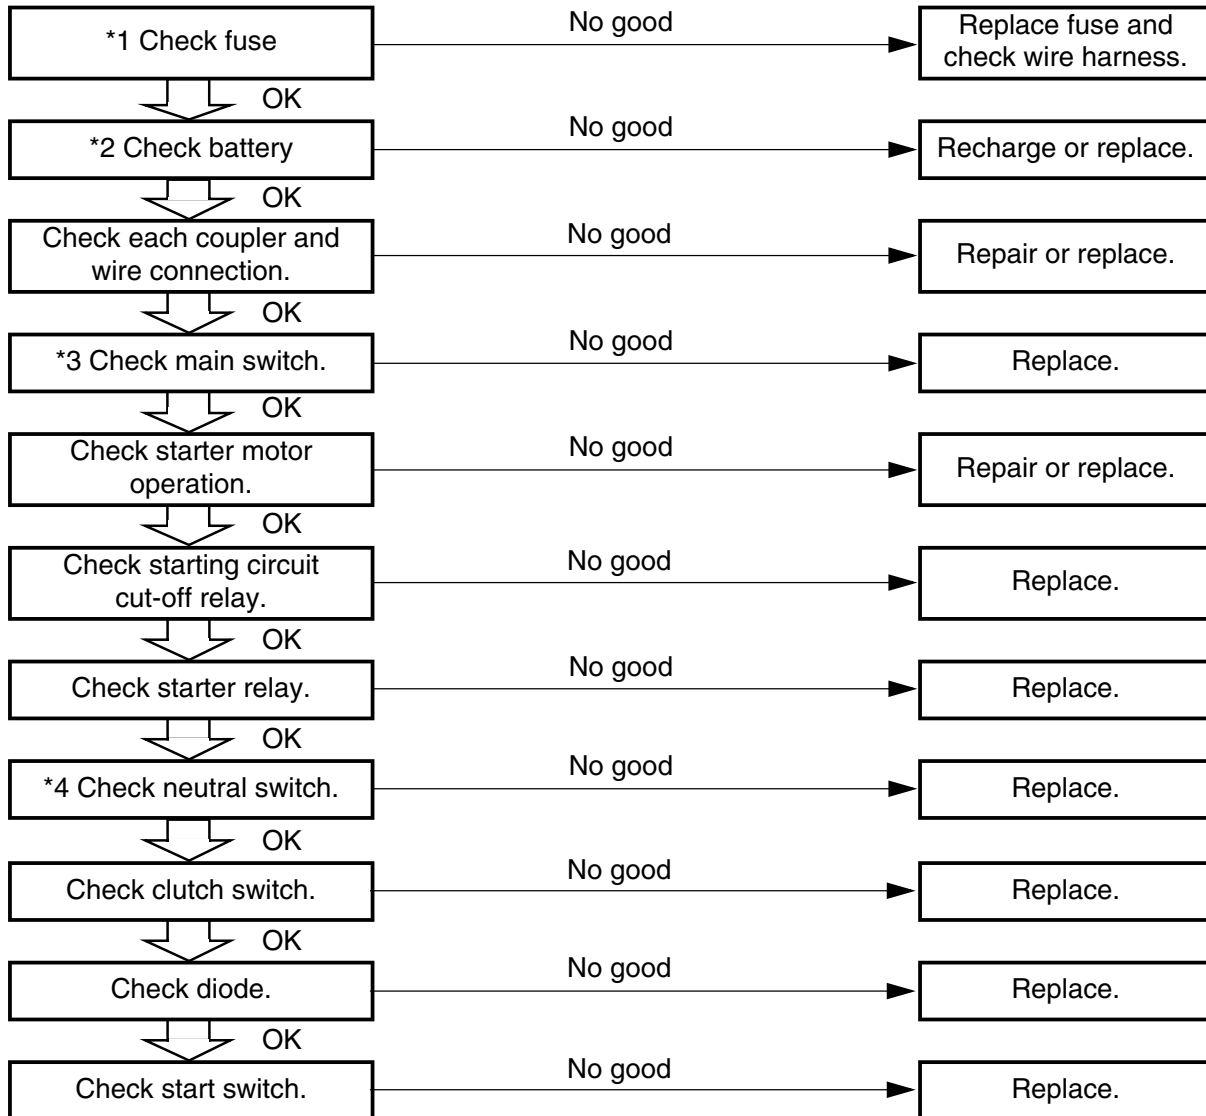 *1 Check fuse
No good
Replace fuse and
check wire harness.
OK
*2 Check battery
No good
Recharge or replace.
OK
Check each coupler and
wire connection.
No good
Repair or replace.
OK
*3 Check main switch.
No good
Replace.
OK
Check starter motor
operation.
No good
Repair or replace.
OK
Check starting circuit
cut-off relay.
No good
Replace.
OK
Check starter relay.
No good
Replace.
OK
*4 Check neutral switch.
No good
Replace.
OK
Check clutch switch.
No good
Replace.
OK
Check diode.
No good
Replace.
OK
Check start switch.
No good
Replace.